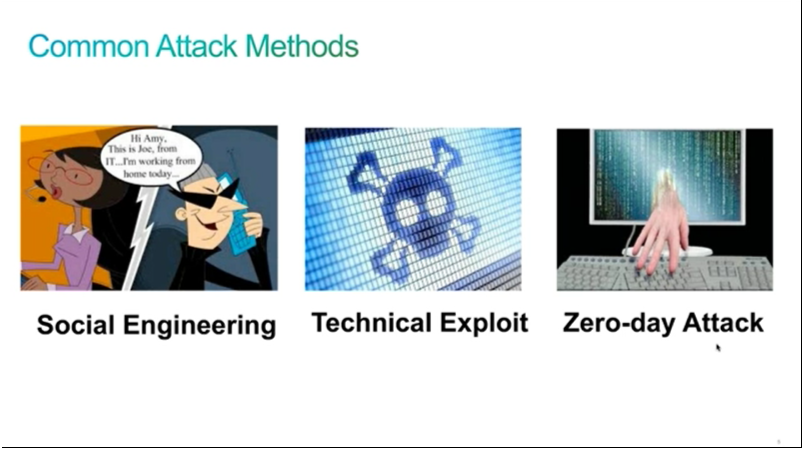 Common Attack Methods
Hi Amy,
This is Joe, from
IT...I'm working from
home today...
Social Engineering
Technical Exploit
Zero-day Attack